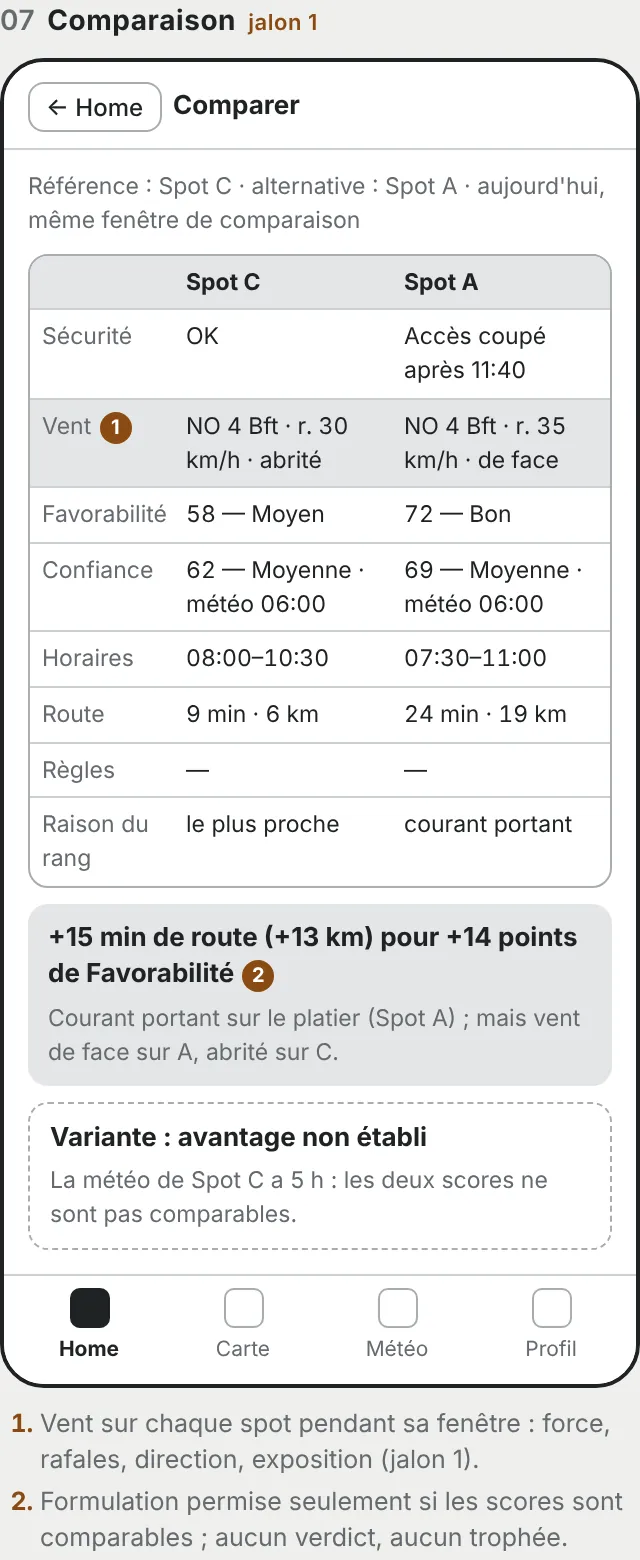 07 Comparaison jalon 1
← Home Comparer
Référence : Spot C · alternative : Spot A · aujourd'hui,
même fenêtre de comparaison
Spot C Spot A
Sécurité OK Accès coupé
après 11:40
Vent 1 NO 4 Bft · r. 30 NO 4 Bft · r. 35
km/h · abrité km/h · de face
Favorabilité 58 — Moyen 72 — Bon
Confiance 62 — Moyenne · 69 — Moyenne ·
météo 06:00 météo 06:00
Horaires 08:00–10:30 07:30–11:00
Route 9 min · 6 km 24 min · 19 km
Règles — —
Raison du le plus proche courant portant
rang
+15 min de route (+13 km) pour +14 points
de Favorabilité 2
Courant portant sur le platier (Spot A) ; mais vent
de face sur A, abrité sur C.
Variante : avantage non établi
La météo de Spot C a 5 h : les deux scores ne
sont pas comparables.
Home Carte Météo Profil
1. Vent sur chaque spot pendant sa fenêtre : force,
rafales, direction, exposition (jalon 1).
2. Formulation permise seulement si les scores sont
comparables ; aucun verdict, aucun trophée.